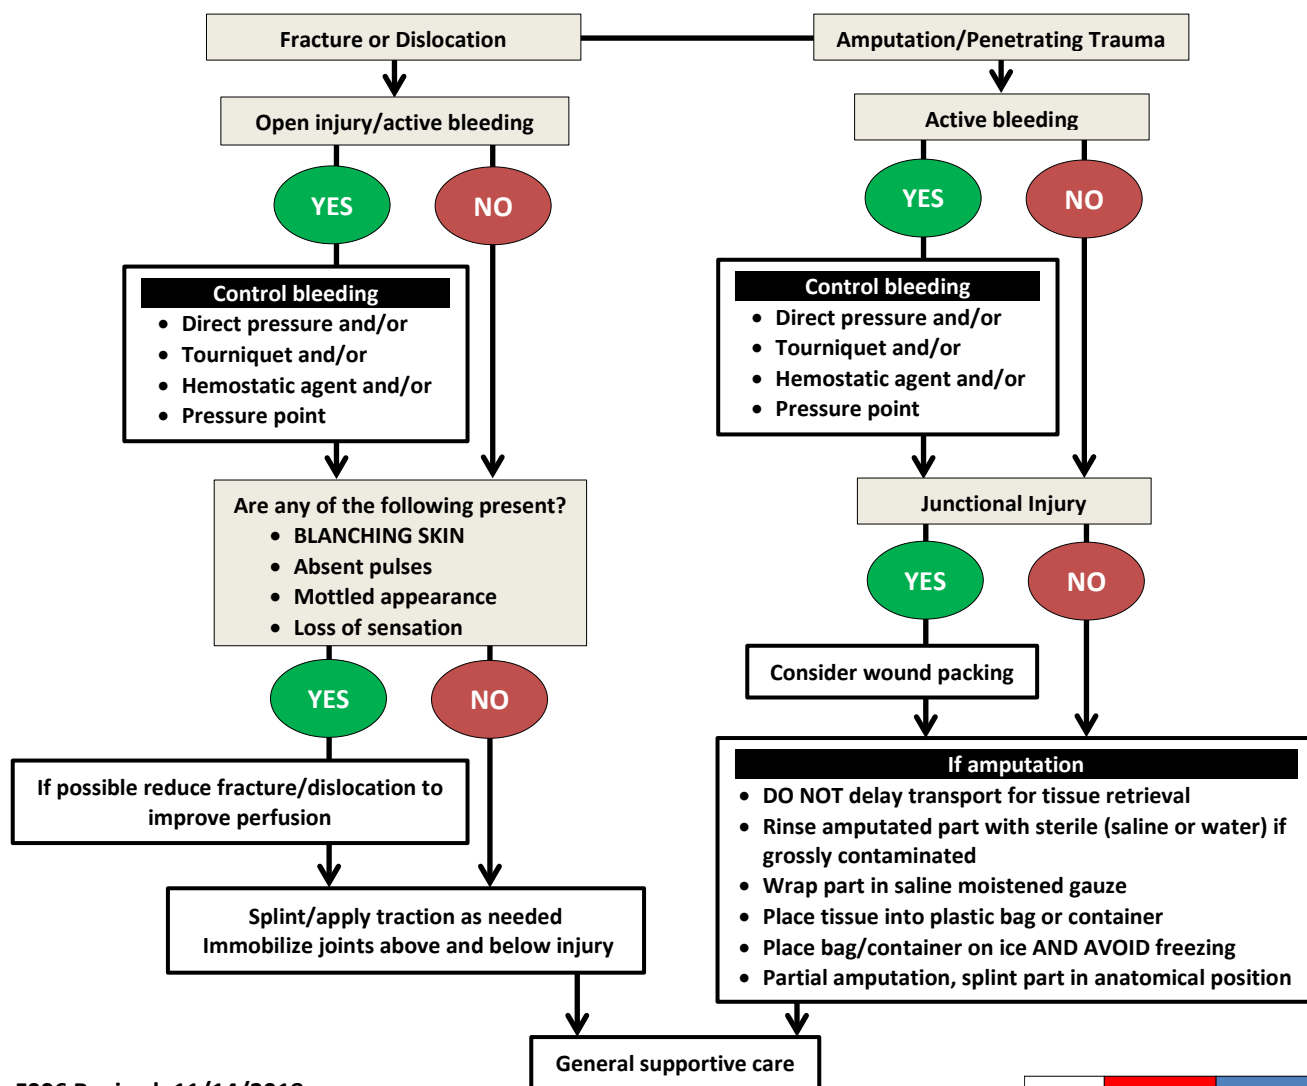 Fracture or Dislocation
Amputation/Penetrating Trauma
Open injury/active bleeding
YES
NO
Control bleeding
• Direct pressure and/or
• Tourniquet and/or
• Hemostatic agent and/or
• Pressure point
Are any of the following present?
• BLANCHING SKIN
• Absent pulses
• Mottled appearance
• Loss of sensation
YES
NO
If possible reduce fracture/dislocation to
improve perfusion
Splint/apply traction as needed
Immobilize joints above and below injury
Active bleeding
YES
NO
Control bleeding
• Direct pressure and/or
• Tourniquet and/or
• Hemostatic agent and/or
• Pressure point
Junctional Injury
YES
NO
Consider wound packing
If amputation
• DO NOT delay transport for tissue retrieval
• Rinse amputated part with sterile (saline or water) if
grossly contaminated
• Wrap part in saline moistened gauze
• Place tissue into plastic bag or container
• Place bag/container on ice AND AVOID freezing
• Partial amputation, splint part in anatomical position
General supportive care